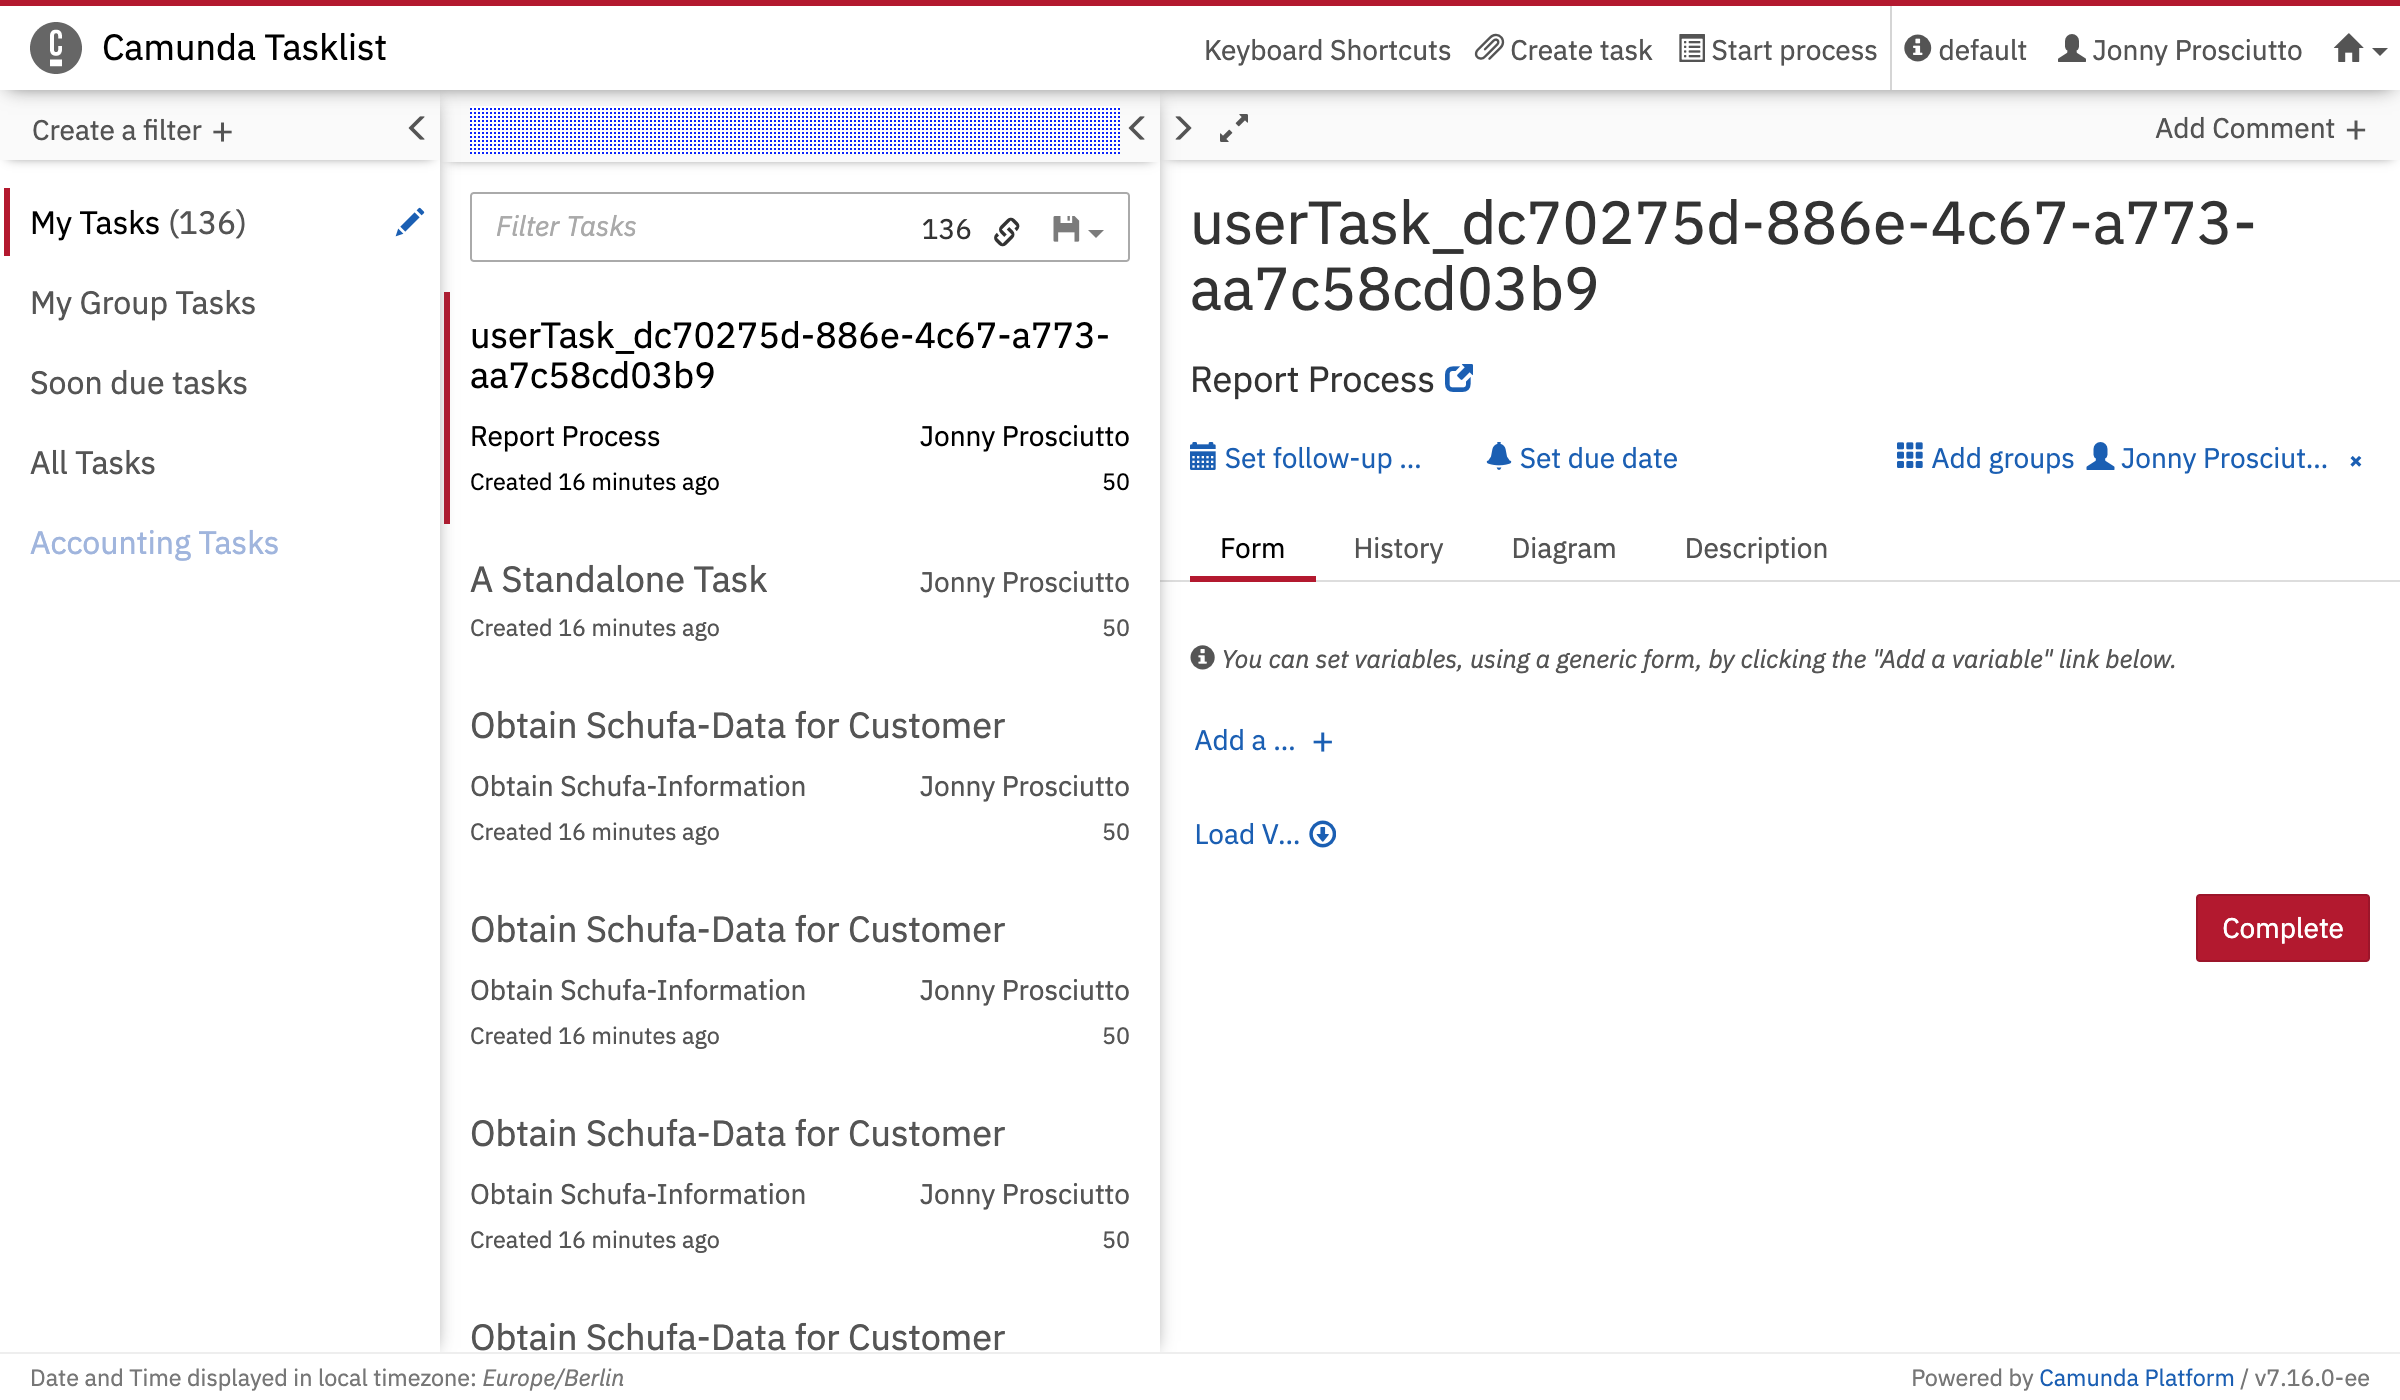 Camunda Tasklist
Keyboard Shortcuts Create task Start process default Jonny Prosciutto
Create a filter +
My Tasks (136)
My Group Tasks
Soon due tasks
All Tasks
Accounting Tasks
Filter Tasks 136
userTask_dc70275d-886e-4c67-a773-
aa7c58cd03b9
Report Process Jonny Prosciutto
Created 16 minutes ago 50
A Standalone Task Jonny Prosciutto
Created 16 minutes ago 50
Obtain Schufa-Data for Customer
Obtain Schufa-Information Jonny Prosciutto
Created 16 minutes ago 50
Obtain Schufa-Data for Customer
Obtain Schufa-Information Jonny Prosciutto
Created 16 minutes ago 50
Obtain Schufa-Data for Customer
Obtain Schufa-Information Jonny Prosciutto
Created 16 minutes ago 50
Obtain Schufa-Data for Customer
Add Comment +
userTask_dc70275d-886e-4c67-a773-
aa7c58cd03b9
Report Process
Set follow-up ... Set due date Add groups Jonny Prosciut... ×
Form History Diagram Description
You can set variables, using a generic form, by clicking the "Add a variable" link below.
Add a ... +
Load V...
Complete
Date and Time displayed in local timezone: Europe/Berlin
Powered by Camunda Platform / v7.16.0-ee